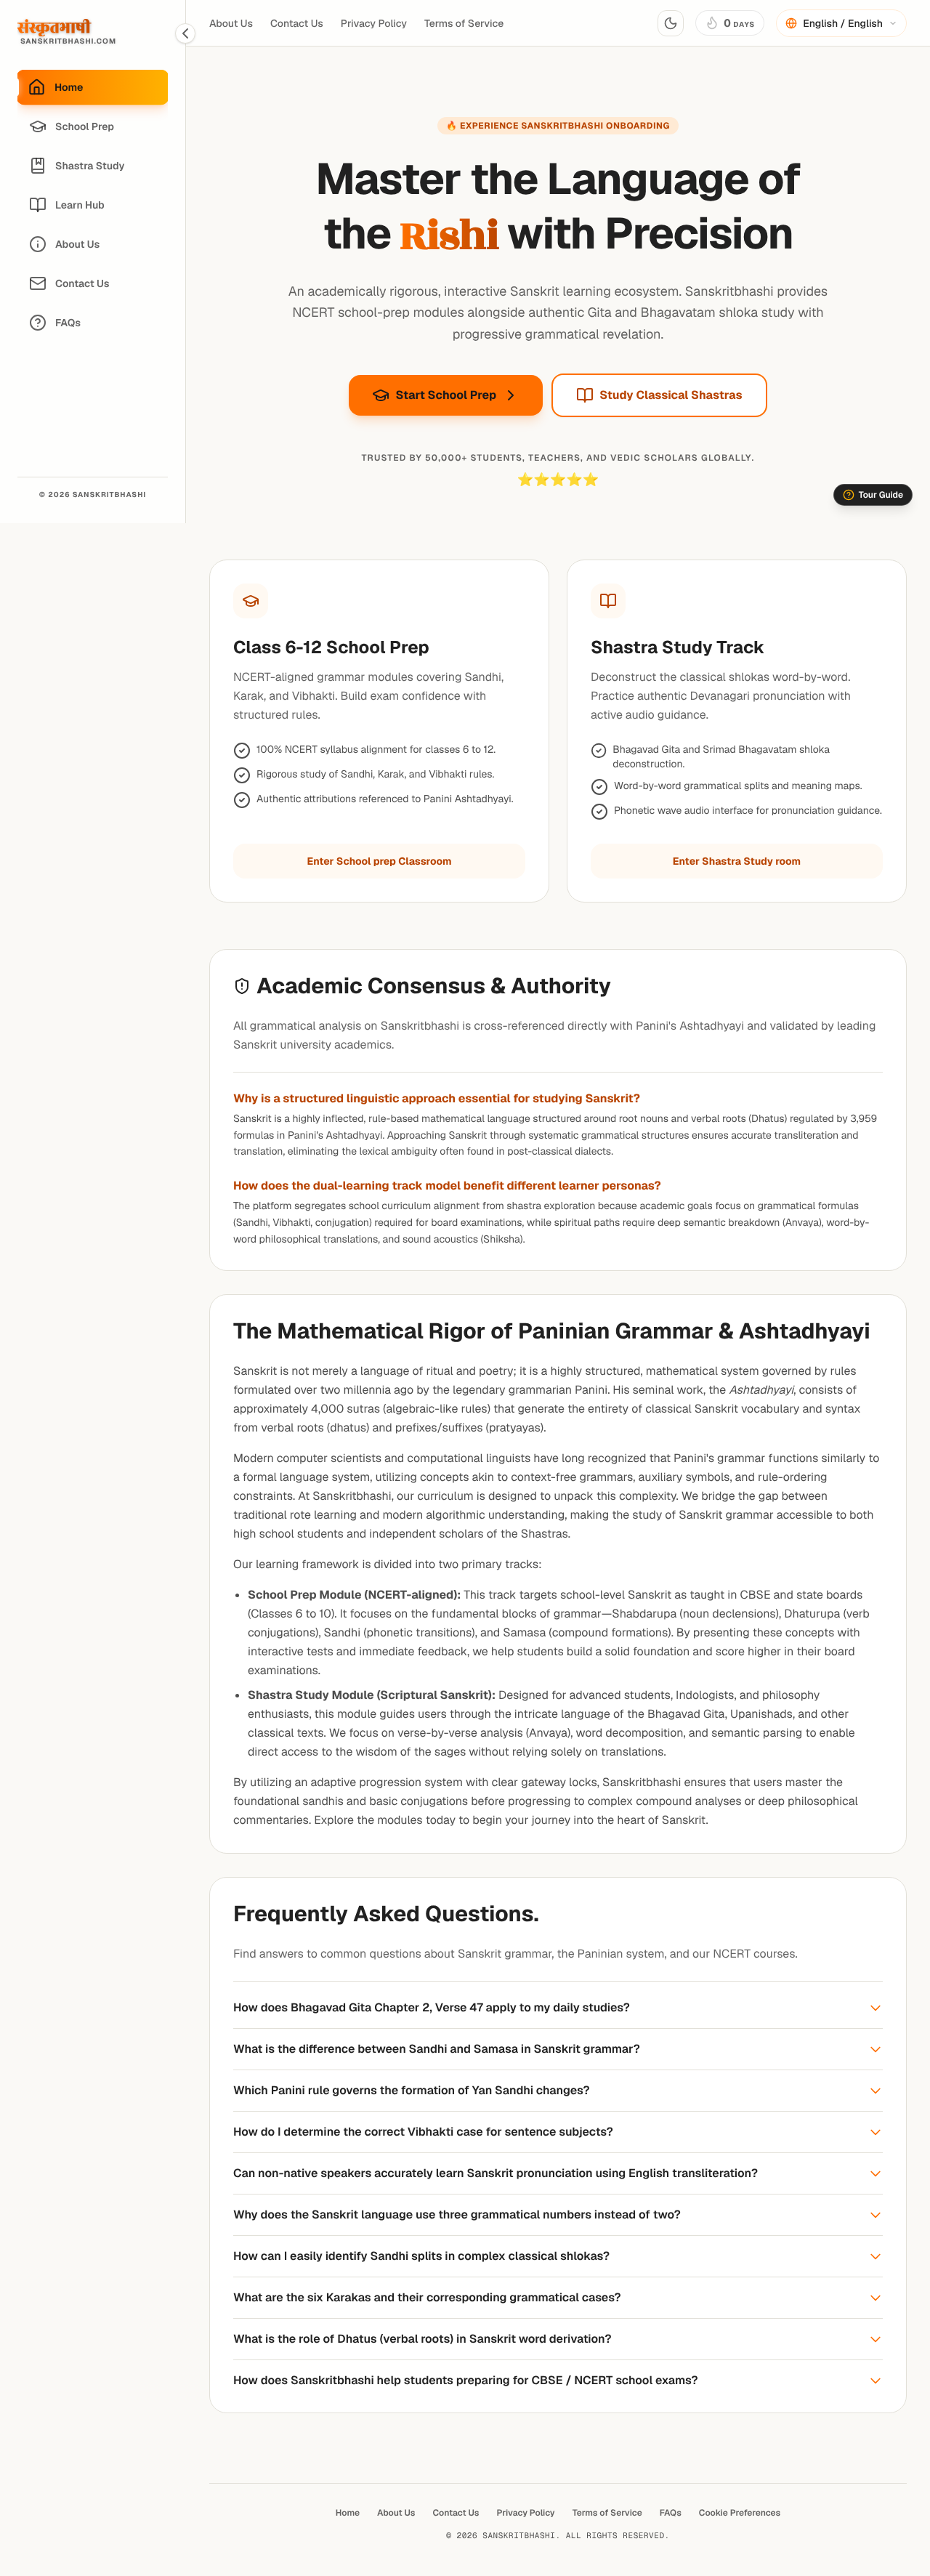 संस्कृतभाषी
SANSKRITBHASHI.COM
Home
School Prep
Shastra Study
Learn Hub
About Us
Contact Us
FAQs
© 2026 SANSKRITBHASHI
About Us
Contact Us
Privacy Policy
Terms of Service
0 DAYS
English / English
🔥 EXPERIENCE SANSKRITBHASHI ONBOARDING
Master the Language of
the Rishi with Precision
An academically rigorous, interactive Sanskrit learning ecosystem. Sanskritbhashi provides
NCERT school-prep modules alongside authentic Gita and Bhagavatam shloka study with
progressive grammatical revelation.
Start School Prep
Study Classical Shastras
TRUSTED BY 50,000+ STUDENTS, TEACHERS, AND VEDIC SCHOLARS GLOBALLY.
⭐⭐⭐⭐⭐
Tour Guide
Class 6-12 School Prep
NCERT-aligned grammar modules covering Sandhi,
Karak, and Vibhakti. Build exam confidence with
structured rules.
100% NCERT syllabus alignment for classes 6 to 12.
Rigorous study of Sandhi, Karak, and Vibhakti rules.
Authentic attributions referenced to Panini Ashtadhyayi.
Enter School prep Classroom
Shastra Study Track
Deconstruct the classical shlokas word-by-word.
Practice authentic Devanagari pronunciation with
active audio guidance.
Bhagavad Gita and Srimad Bhagavatam shloka
deconstruction.
Word-by-word grammatical splits and meaning maps.
Phonetic wave audio interface for pronunciation guidance.
Enter Shastra Study room
Academic Consensus & Authority
All grammatical analysis on Sanskritbhashi is cross-referenced directly with Panini's Ashtadhyayi and validated by leading
Sanskrit university academics.
Why is a structured linguistic approach essential for studying Sanskrit?
Sanskrit is a highly inflected, rule-based mathematical language structured around root nouns and verbal roots (Dhatus) regulated by 3,959
formulas in Panini's Ashtadhyayi. Approaching Sanskrit through systematic grammatical structures ensures accurate transliteration and
translation, eliminating the lexical ambiguity often found in post-classical dialects.
How does the dual-learning track model benefit different learner personas?
The platform segregates school curriculum alignment from shastra exploration because academic goals focus on grammatical formulas
(Sandhi, Vibhakti, conjugation) required for board examinations, while spiritual paths require deep semantic breakdown (Anvaya), word-by-
word philosophical translations, and sound acoustics (Shiksha).
The Mathematical Rigor of Paninian Grammar & Ashtadhyayi
Sanskrit is not merely a language of ritual and poetry; it is a highly structured, mathematical system governed by rules
formulated over two millennia ago by the legendary grammarian Panini. His seminal work, the Ashtadhyayi, consists of
approximately 4,000 sutras (algebraic-like rules) that generate the entirety of classical Sanskrit vocabulary and syntax
from verbal roots (dhatus) and prefixes/suffixes (pratyayas).
Modern computer scientists and computational linguists have long recognized that Panini's grammar functions similarly to
a formal language system, utilizing concepts akin to context-free grammars, auxiliary symbols, and rule-ordering
constraints. At Sanskritbhashi, our curriculum is designed to unpack this complexity. We bridge the gap between
traditional rote learning and modern algorithmic understanding, making the study of Sanskrit grammar accessible to both
high school students and independent scholars of the Shastras.
Our learning framework is divided into two primary tracks:
• School Prep Module (NCERT-aligned): This track targets school-level Sanskrit as taught in CBSE and state boards
(Classes 6 to 10). It focuses on the fundamental blocks of grammar—Shabdarupa (noun declensions), Dhaturupa (verb
conjugations), Sandhi (phonetic transitions), and Samasa (compound formations). By presenting these concepts with
interactive tests and immediate feedback, we help students build a solid foundation and score higher in their board
examinations.
• Shastra Study Module (Scriptural Sanskrit): Designed for advanced students, Indologists, and philosophy
enthusiasts, this module guides users through the intricate language of the Bhagavad Gita, Upanishads, and other
classical texts. We focus on verse-by-verse analysis (Anvaya), word decomposition, and semantic parsing to enable
direct access to the wisdom of the sages without relying solely on translations.
By utilizing an adaptive progression system with clear gateway locks, Sanskritbhashi ensures that users master the
foundational sandhis and basic conjugations before progressing to complex compound analyses or deep philosophical
commentaries. Explore the modules today to begin your journey into the heart of Sanskrit.
Frequently Asked Questions.
Find answers to common questions about Sanskrit grammar, the Paninian system, and our NCERT courses.
How does Bhagavad Gita Chapter 2, Verse 47 apply to my daily studies?
What is the difference between Sandhi and Samasa in Sanskrit grammar?
Which Panini rule governs the formation of Yan Sandhi changes?
How do I determine the correct Vibhakti case for sentence subjects?
Can non-native speakers accurately learn Sanskrit pronunciation using English transliteration?
Why does the Sanskrit language use three grammatical numbers instead of two?
How can I easily identify Sandhi splits in complex classical shlokas?
What are the six Karakas and their corresponding grammatical cases?
What is the role of Dhatus (verbal roots) in Sanskrit word derivation?
How does Sanskritbhashi help students preparing for CBSE / NCERT school exams?
Home
About Us
Contact Us
Privacy Policy
Terms of Service
FAQs
Cookie Preferences
© 2026 SANSKRITBHASHI. ALL RIGHTS RESERVED.